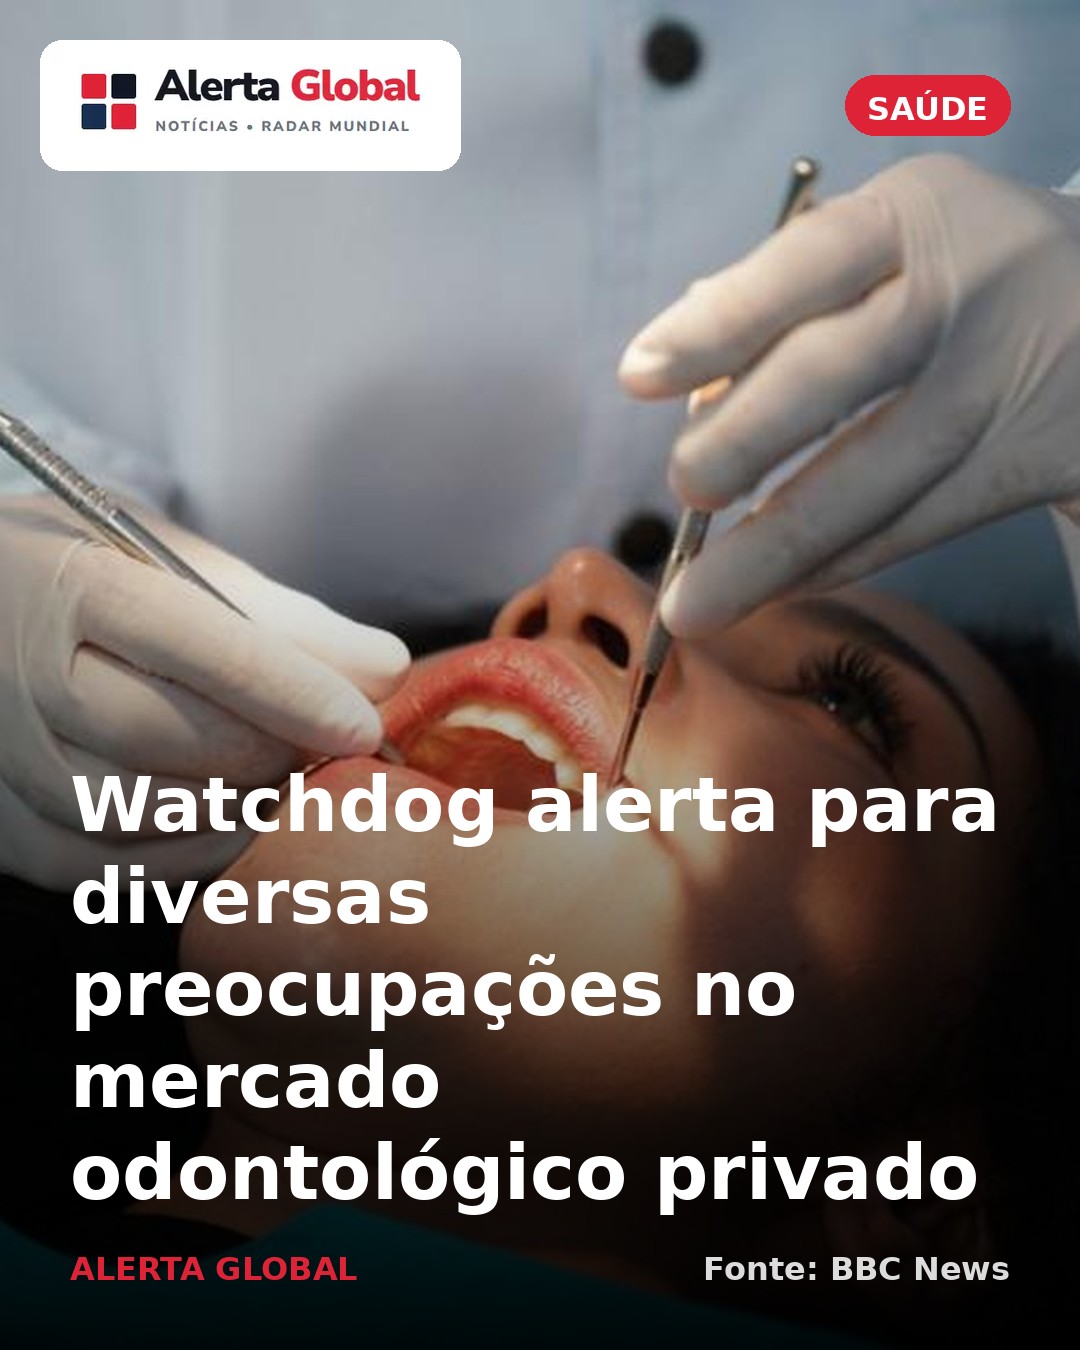 Alerta Global
NOTÍCIAS • RADAR MUNDIAL
SAÚDE
Watchdog alerta para
diversas
preocupações no
mercado
odontológico privado
ALERTA GLOBAL
Fonte: BBC News